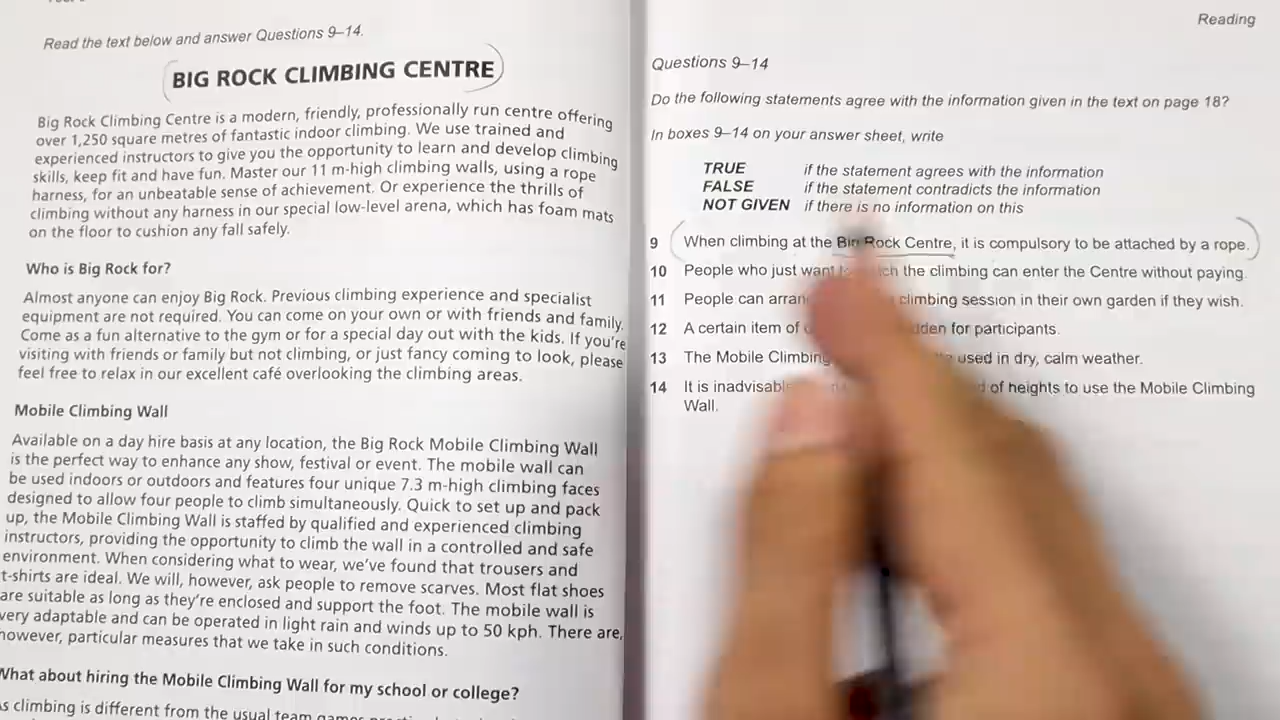 Read the text below and answer Questions 9–14.
BIG ROCK CLIMBING CENTRE
Big Rock Climbing Centre is a modern, friendly, professionally run centre offering
over 1,250 square metres of fantastic indoor climbing. We use trained and
experienced instructors to give you the opportunity to learn and develop climbing
skills, keep fit and have fun. Master our 11 m-high climbing walls, using a rope
harness, for an unbeatable sense of achievement. Or experience the thrills of
climbing without any harness in our special low-level arena, which has foam mats
on the floor to cushion any fall safely.
Who is Big Rock for?
Almost anyone can enjoy Big Rock. Previous climbing experience and specialist
equipment are not required. You can come on your own or with friends and family.
Come as a fun alternative to the gym or for a special day out with the kids. If you're
visiting with friends or family but not climbing, or just fancy coming to look, please
feel free to relax in our excellent café overlooking the climbing areas.
Mobile Climbing Wall
Available on a day hire basis at any location, the Big Rock Mobile Climbing Wall
is the perfect way to enhance any show, festival or event. The mobile wall can
be used indoors or outdoors and features four unique 7.3 m-high climbing faces
designed to allow four people to climb simultaneously. Quick to set up and pack
up, the Mobile Climbing Wall is staffed by qualified and experienced climbing
instructors, providing the opportunity to climb the wall in a controlled and safe
environment. When considering what to wear, we've found that trousers and
t-shirts are ideal. We will, however, ask people to remove scarves. Most flat shoes
are suitable as long as they're enclosed and support the foot. The mobile wall is
very adaptable and can be operated in light rain and winds up to 50 kph. There are,
however, particular measures that we take in such conditions.
What about hiring the Mobile Climbing Wall for my school or college?
As climbing is different from the usual team games
Reading
Questions 9–14
Do the following statements agree with the information given in the text on page 18?
In boxes 9–14 on your answer sheet, write
TRUE if the statement agrees with the information
FALSE if the statement contradicts the information
NOT GIVEN if there is no information on this
9 When climbing at the Big Rock Centre, it is compulsory to be attached by a rope.
10 People who just want the climbing can enter the Centre without paying.
11 People can climbing session in their own garden if they wish.
12 A certain item of for participants.
13 The Mobile Climbing used in dry, calm weather.
14 It is of heights to use the Mobile Climbing
Wall.